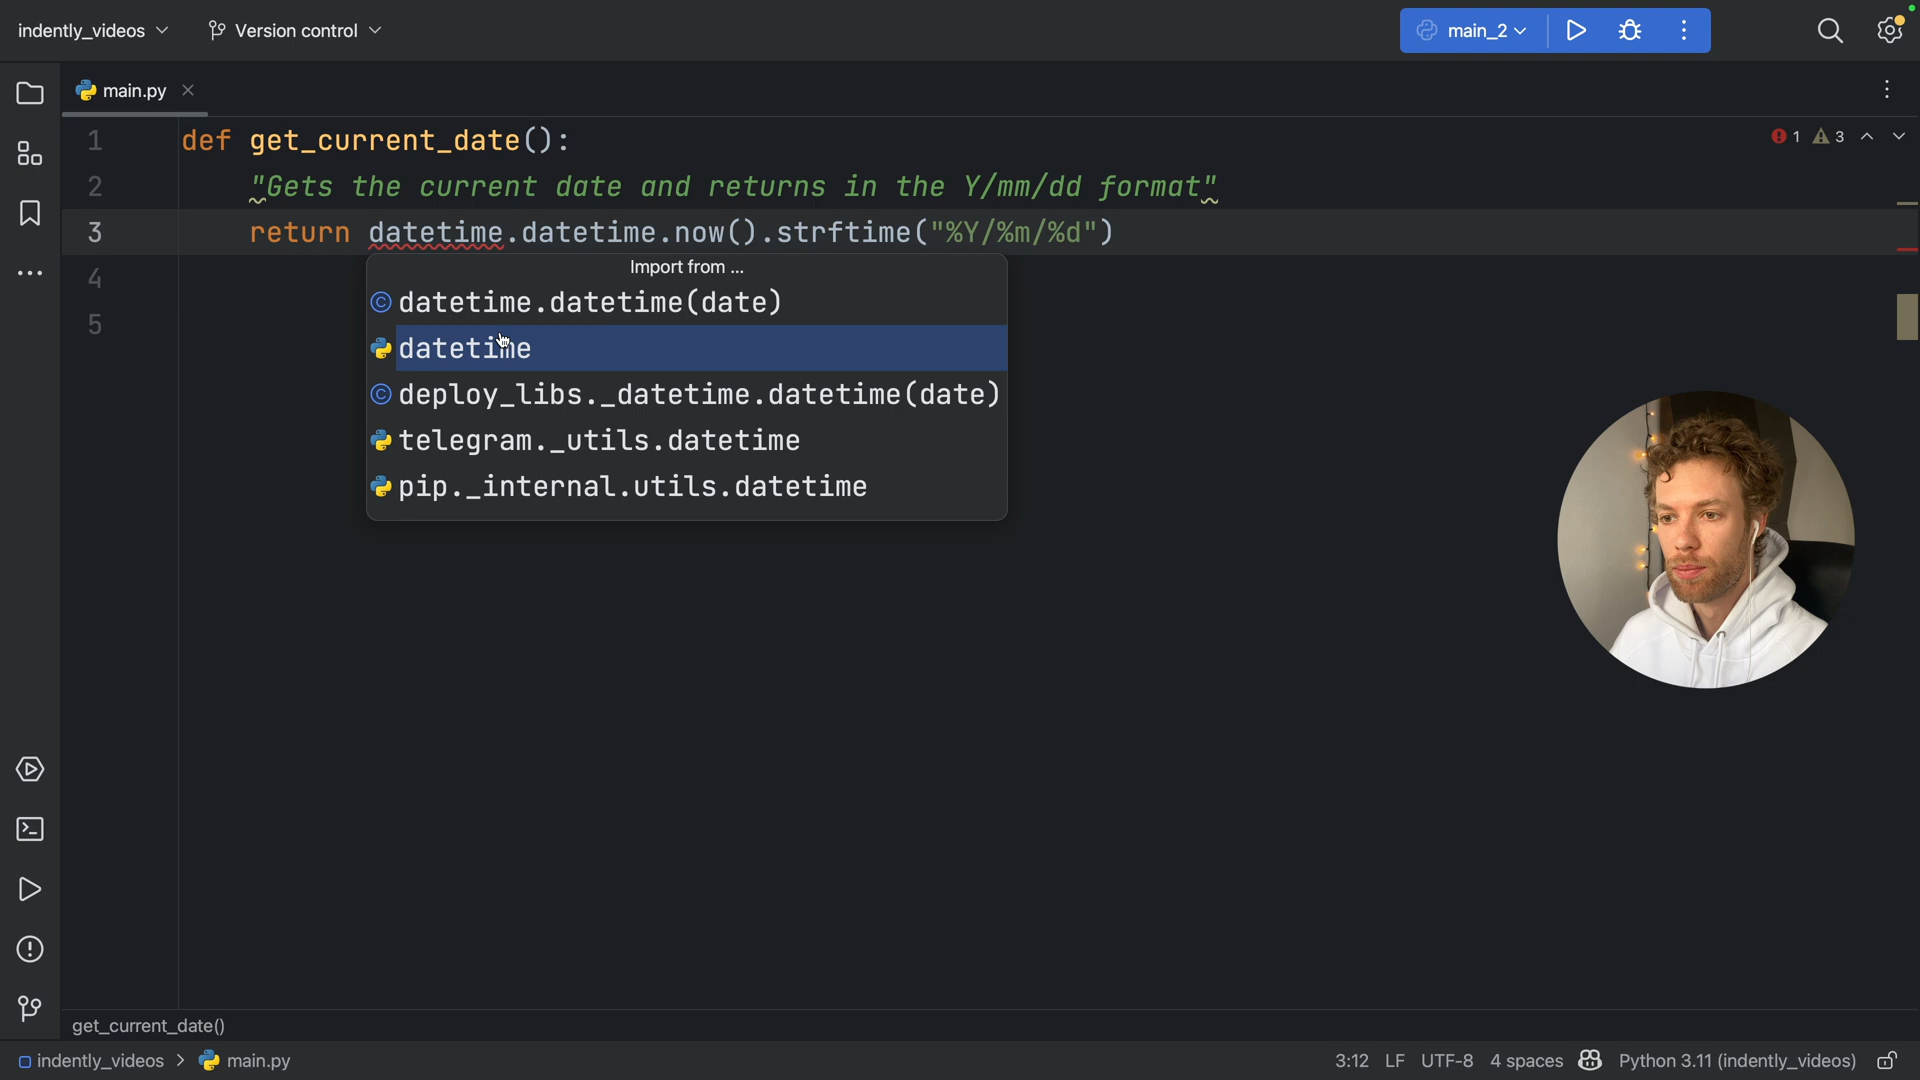 indently_videos
Version control
main_2
main.py
1
3
1 def get_current_date():
2 "Gets the current date and returns in the Y/mm/dd format"
3 return datetime.datetime.now().strftime("%Y/%m/%d")
4
5
Import from ...
datetime.datetime(date)
datetime
deploy_libs._datetime.datetime(date)
telegram._utils.datetime
pip._internal.utils.datetime
get_current_date()
indently_videos > main.py
3:12 LF UTF-8 4 spaces Python 3.11 (indently_videos)